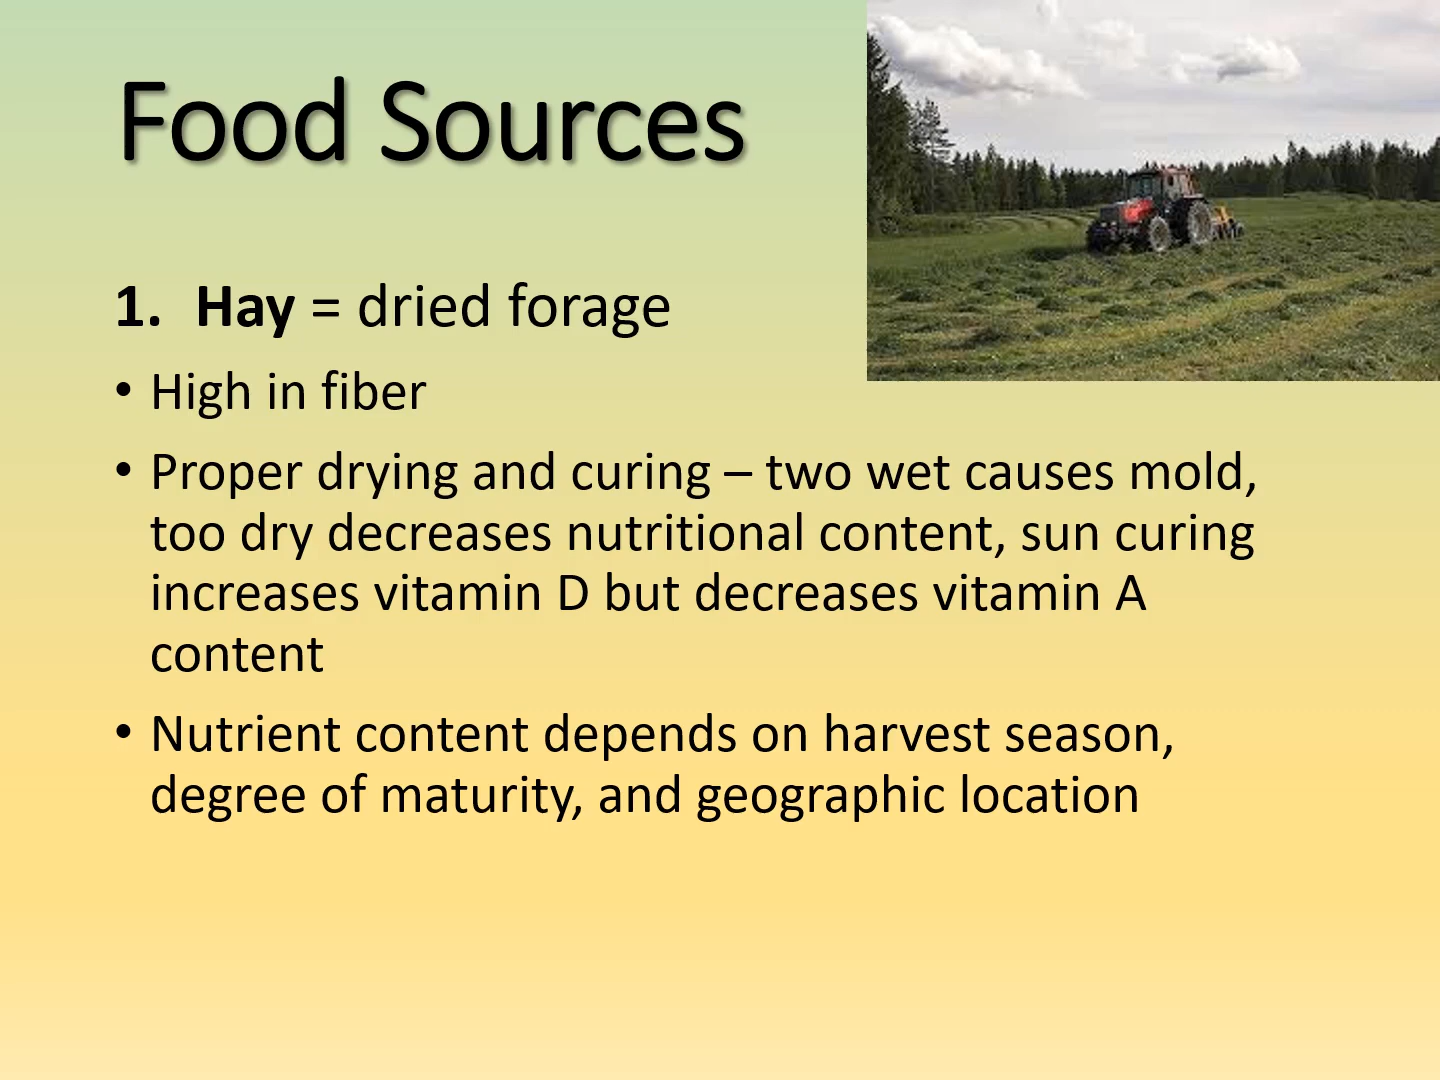 Food Sources
1. Hay = dried forage
• High in fiber
• Proper drying and curing – two wet causes mold,
too dry decreases nutritional content, sun curing
increases vitamin D but decreases vitamin A
content
• Nutrient content depends on harvest season,
degree of maturity, and geographic location